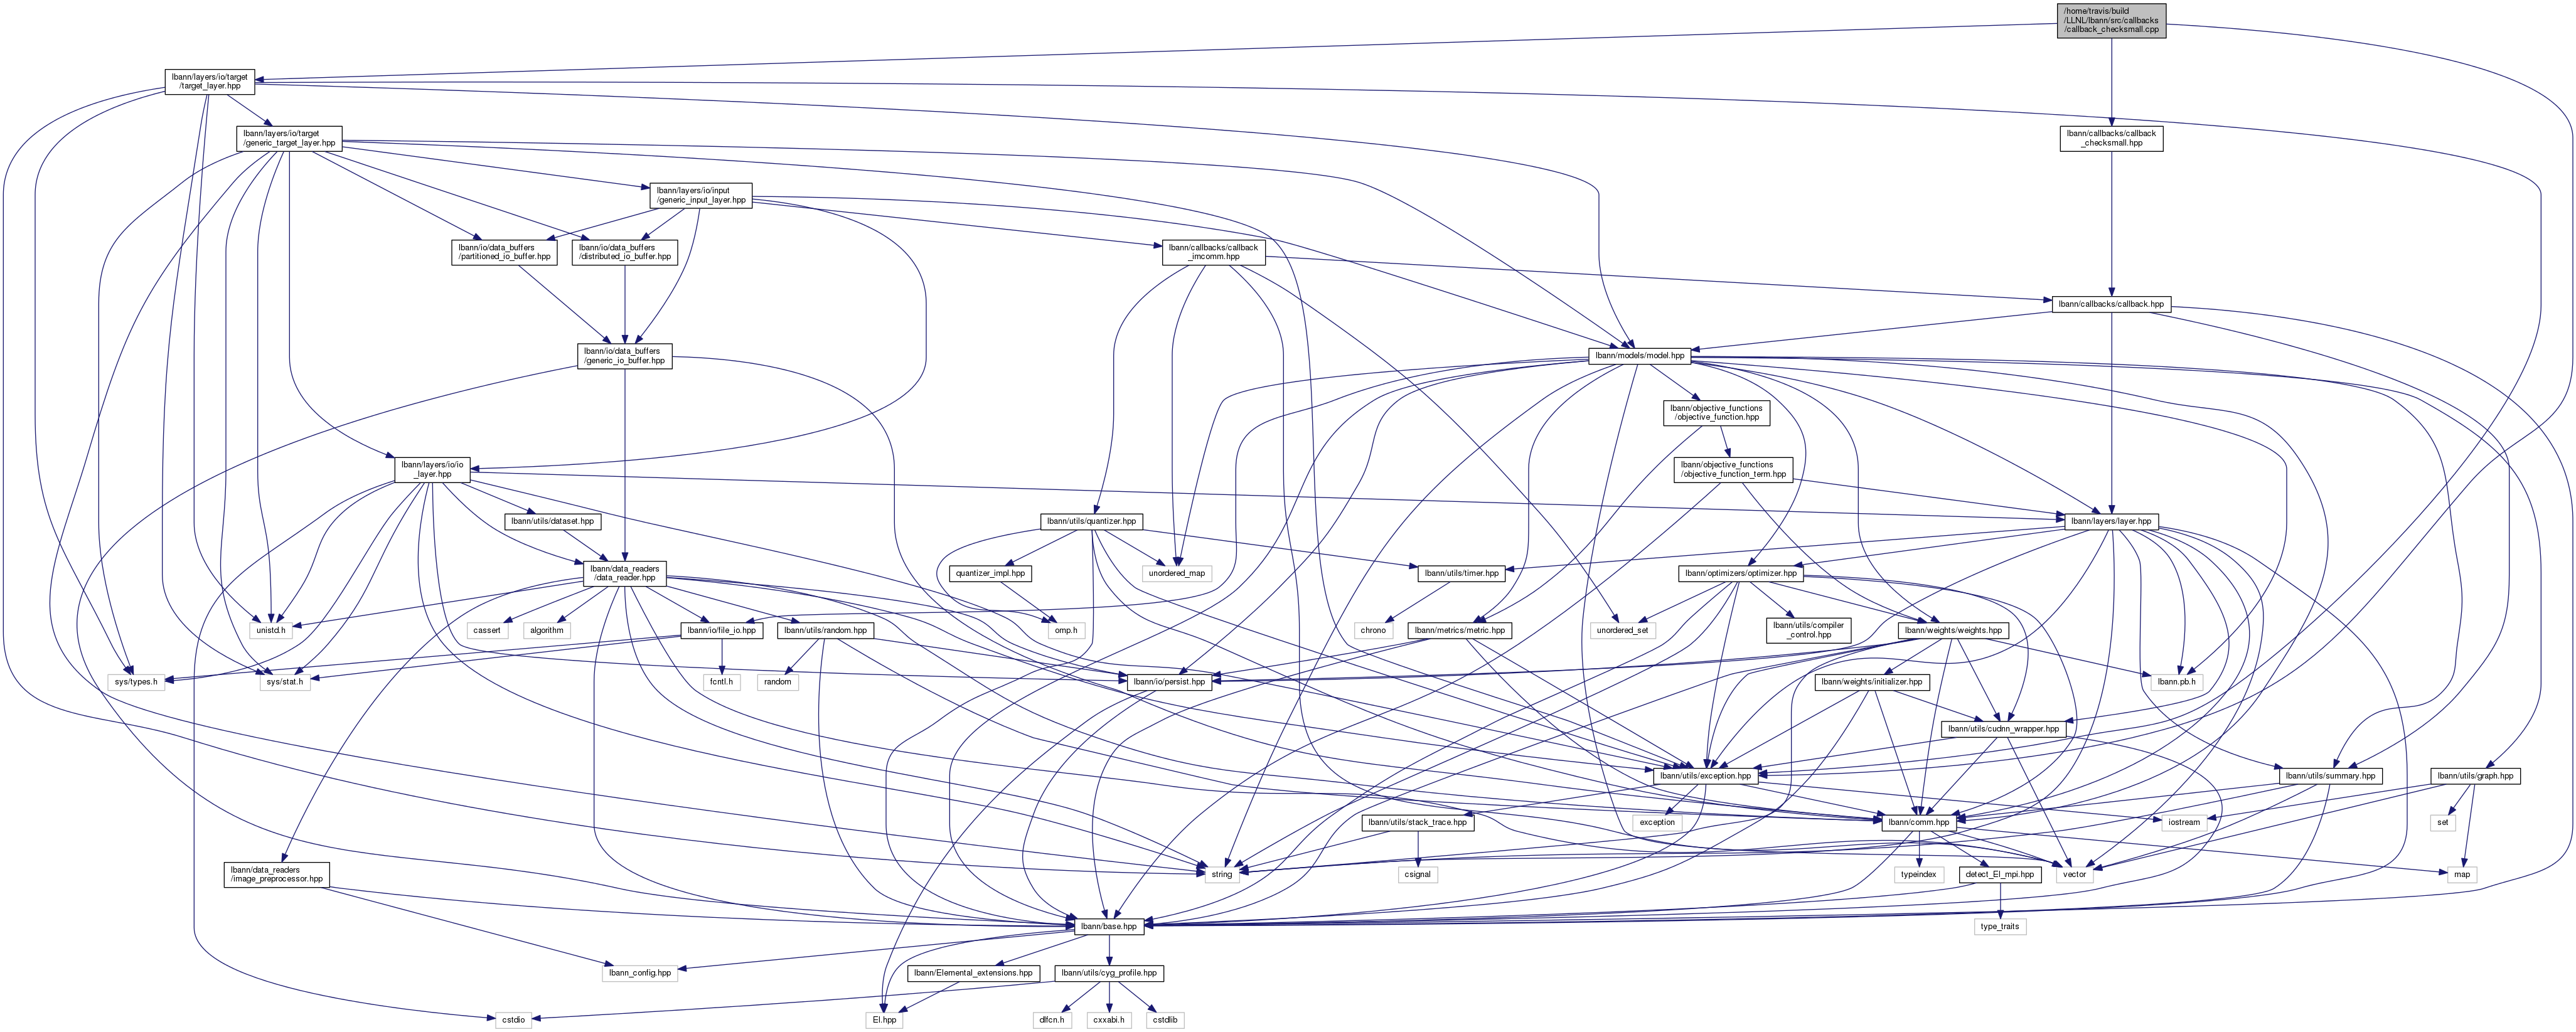 /home/travis/build
/LLNL/lbann/src/callbacks
/callback_checksmall.cpp
lbann/layers/io/target
/target_layer.hpp
lbann/layers/io/target
/generic_target_layer.hpp
lbann/callbacks/callback
_checksmall.hpp
lbann/layers/io/input
/generic_input_layer.hpp
lbann/io/data_buffers
/partitioned_io_buffer.hpp
lbann/io/data_buffers
/distributed_io_buffer.hpp
lbann/callbacks/callback
_imcomm.hpp
lbann/callbacks/callback.hpp
lbann/io/data_buffers
/generic_io_buffer.hpp
lbann/models/model.hpp
lbann/objective_functions
/objective_function.hpp
lbann/layers/io/io
_layer.hpp
lbann/objective_functions
/objective_function_term.hpp
lbann/utils/dataset.hpp
lbann/utils/quantizer.hpp
lbann/layers/layer.hpp
lbann/data_readers
/data_reader.hpp
quantizer_impl.hpp
unordered_map
lbann/utils/timer.hpp
lbann/optimizers/optimizer.hpp
unistd.h
cassert
algorithm
lbann/io/file_io.hpp
lbann/utils/random.hpp
omp.h
chrono
lbann/metrics/metric.hpp
unordered_set
lbann/utils/compiler
_control.hpp
lbann/weights/weights.hpp
sys/types.h
sys/stat.h
fcntl.h
random
lbann/io/persist.hpp
lbann/weights/initializer.hpp
lbann.pb.h
lbann/utils/cudnn_wrapper.hpp
lbann/utils/exception.hpp
lbann/utils/summary.hpp
lbann/utils/graph.hpp
lbann/utils/stack_trace.hpp
exception
lbann/comm.hpp
iostream
set
lbann/data_readers
/image_preprocessor.hpp
string
csignal
typeindex
detect_El_mpi.hpp
vector
map
lbann/base.hpp
type_traits
lbann_config.hpp
lbann/Elemental_extensions.hpp
lbann/utils/cyg_profile.hpp
cstdio
El.hpp
dlfcn.h
cxxabi.h
cstdlib